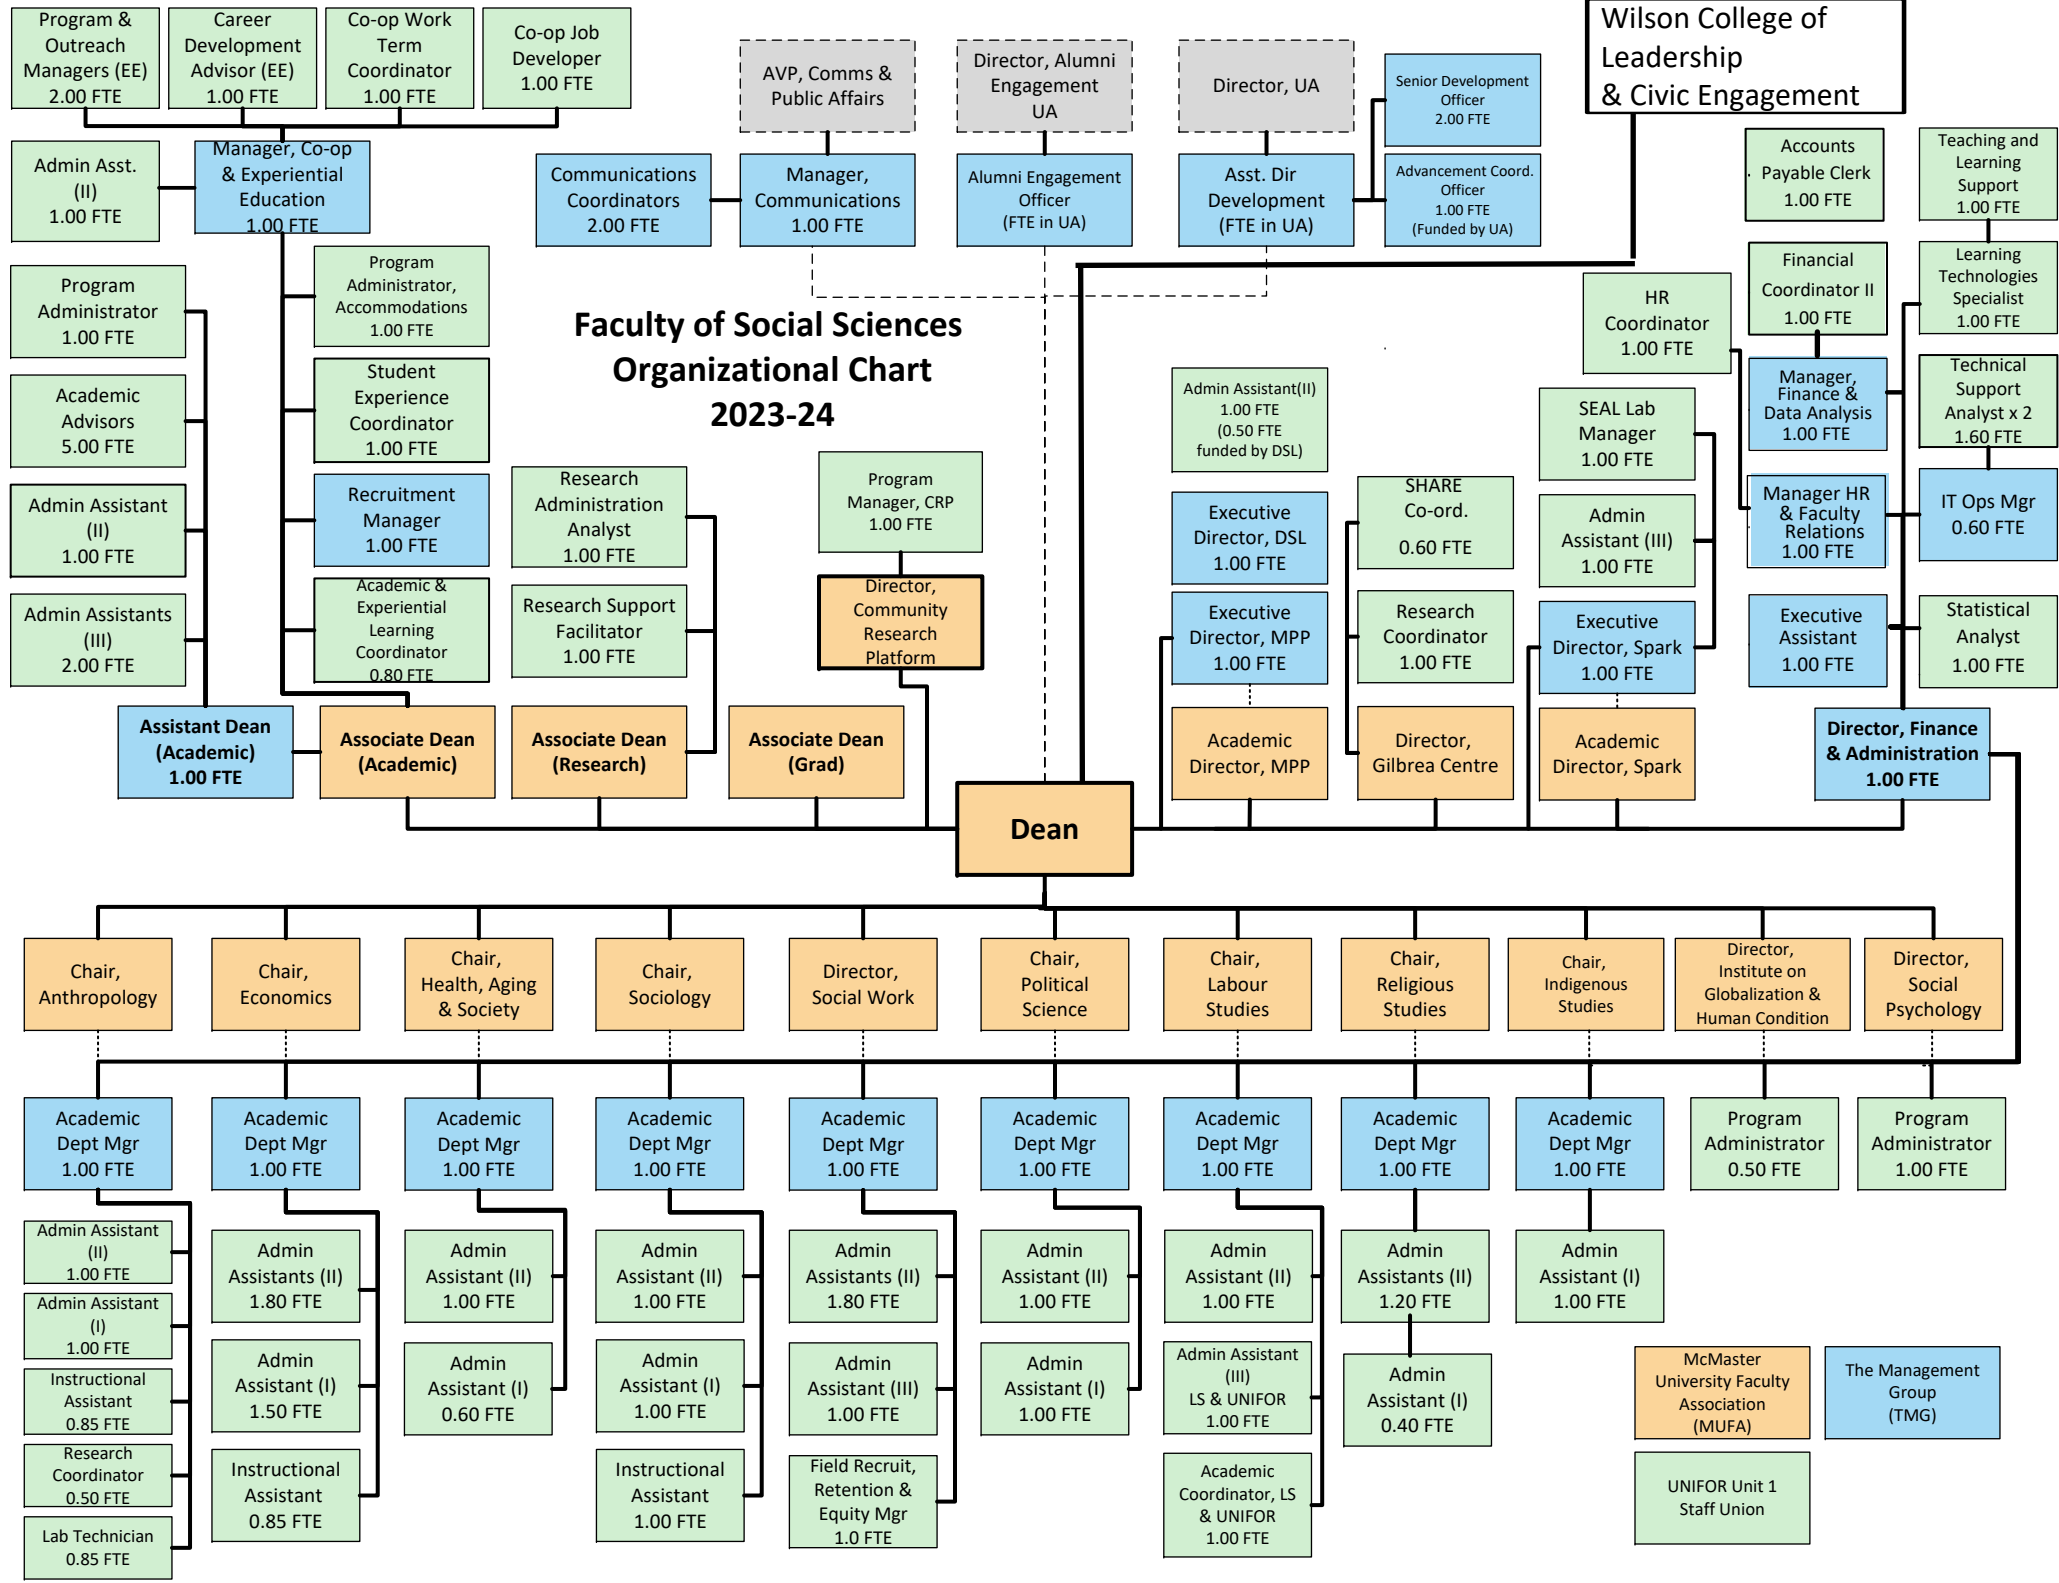 Program &
Outreach
Managers (EE)
2.00 FTE
Career
Development
Advisor (EE)
1.00 FTE
Co-op Work
Term
Coordinator
1.00 FTE
Co-op Job
Developer
1.00 FTE
AVP, Comms &
Public Affairs
Director, Alumni
Engagement
UA
Director, UA
Senior Development
Officer
2.00 FTE
Wilson College of
Leadership
& Civic Engagement
Admin Asst.
(II)
1.00 FTE
Manager, Co-op
& Experiential
Education
1.00 FTE
Communications
Coordinators
2.00 FTE
Manager,
Communications
1.00 FTE
Alumni Engagement
Officer
(FTE in UA)
Asst. Dir
Development
(FTE in UA)
Advancement Coord.
Officer
1.00 FTE
(Funded by UA)
Accounts
Payable Clerk
1.00 FTE
Teaching and
Learning
Support
1.00 FTE
Program
Administrator
1.00 FTE
Program
Administrator,
Accommodations
1.00 FTE
Faculty of Social Sciences
Organizational Chart
2023-24
HR
Coordinator
1.00 FTE
Financial
Coordinator II
1.00 FTE
Learning
Technologies
Specialist
1.00 FTE
Academic
Advisors
5.00 FTE
Student
Experience
Coordinator
1.00 FTE
Admin Assistant(II)
1.00 FTE
(0.50 FTE
funded by DSL)
SEAL Lab
Manager
1.00 FTE
Manager,
Finance &
Data Analysis
1.00 FTE
Technical
Support
Analyst x 2
1.60 FTE
Admin Assistant
(II)
1.00 FTE
Recruitment
Manager
1.00 FTE
Research
Administration
Analyst
1.00 FTE
Program
Manager, CRP
1.00 FTE
Executive
Director, DSL
1.00 FTE
SHARE
Co-ord.
0.60 FTE
Admin
Assistant (III)
1.00 FTE
Manager HR
& Faculty
Relations
1.00 FTE
IT Ops Mgr
0.60 FTE
Admin Assistants
(III)
2.00 FTE
Academic &
Experiential
Learning
Coordinator
0.80 FTE
Research Support
Facilitator
1.00 FTE
Director,
Community
Research
Platform
Executive
Director, MPP
1.00 FTE
Research
Coordinator
1.00 FTE
Executive
Director, Spark
1.00 FTE
Executive
Assistant
1.00 FTE
Statistical
Analyst
1.00 FTE
Assistant Dean
(Academic)
1.00 FTE
Associate Dean
(Academic)
Associate Dean
(Research)
Associate Dean
(Grad)
Academic
Director, MPP
Director,
Gilbrea Centre
Academic
Director, Spark
Director, Finance
& Administration
1.00 FTE
Dean
Chair,
Anthropology
Chair,
Economics
Chair,
Health, Aging
& Society
Chair,
Sociology
Director,
Social Work
Chair,
Political
Science
Chair,
Labour
Studies
Chair,
Religious
Studies
Chair,
Indigenous
Studies
Director,
Institute on
Globalization &
Human Condition
Director,
Social
Psychology
Academic
Dept Mgr
1.00 FTE
Academic
Dept Mgr
1.00 FTE
Academic
Dept Mgr
1.00 FTE
Academic
Dept Mgr
1.00 FTE
Academic
Dept Mgr
1.00 FTE
Academic
Dept Mgr
1.00 FTE
Academic
Dept Mgr
1.00 FTE
Academic
Dept Mgr
1.00 FTE
Academic
Dept Mgr
1.00 FTE
Program
Administrator
0.50 FTE
Program
Administrator
1.00 FTE
Admin Assistant
(II)
1.00 FTE
Admin Assistant
(I)
1.00 FTE
Instructional
Assistant
0.85 FTE
Research
Coordinator
0.50 FTE
Lab Technician
0.85 FTE
Admin
Assistants (II)
1.80 FTE
Admin
Assistant (I)
1.50 FTE
Instructional
Assistant
0.85 FTE
Admin
Assistant (II)
1.00 FTE
Admin
Assistant (I)
0.60 FTE
Admin
Assistant (II)
1.00 FTE
Admin
Assistant (I)
1.00 FTE
Instructional
Assistant
1.00 FTE
Admin
Assistants (II)
1.80 FTE
Admin
Assistant (III)
1.00 FTE
Field Recruit,
Retention &
Equity Mgr
1.0 FTE
Admin
Assistant (II)
1.00 FTE
Admin
Assistant (I)
1.00 FTE
Admin
Assistant (II)
1.00 FTE
Admin Assistant
(III)
LS & UNIFOR
1.00 FTE
Academic
Coordinator, LS
& UNIFOR
1.00 FTE
Admin
Assistants (II)
1.20 FTE
Admin
Assistant (I)
0.40 FTE
Admin
Assistant (I)
1.00 FTE
McMaster
University Faculty
Association
(MUFA)
The Management
Group
(TMG)
UNIFOR Unit 1
Staff Union